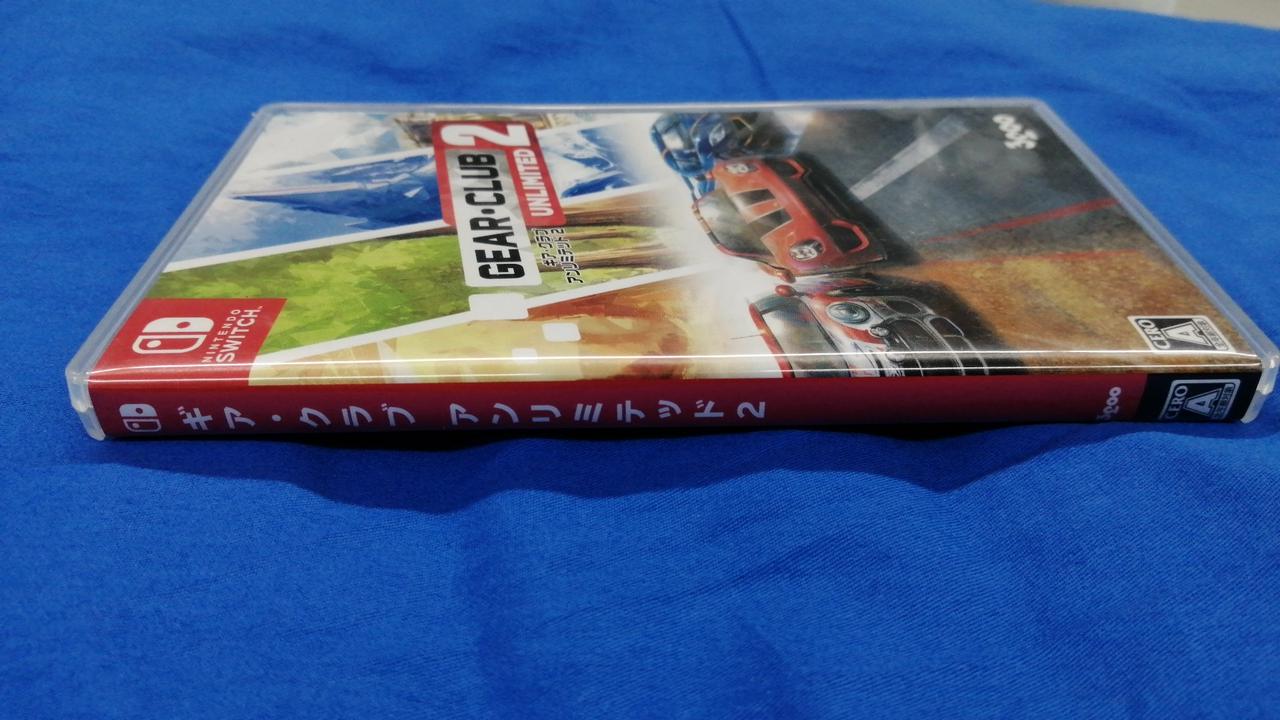 NINTENDO
SWITCH.
GEAR·CLUB 2
UNLIMITED
ギア・クラブ
アンリミテッド 2
CERO
A
ギア・クラブ アンリミテッド 2
CERO
A